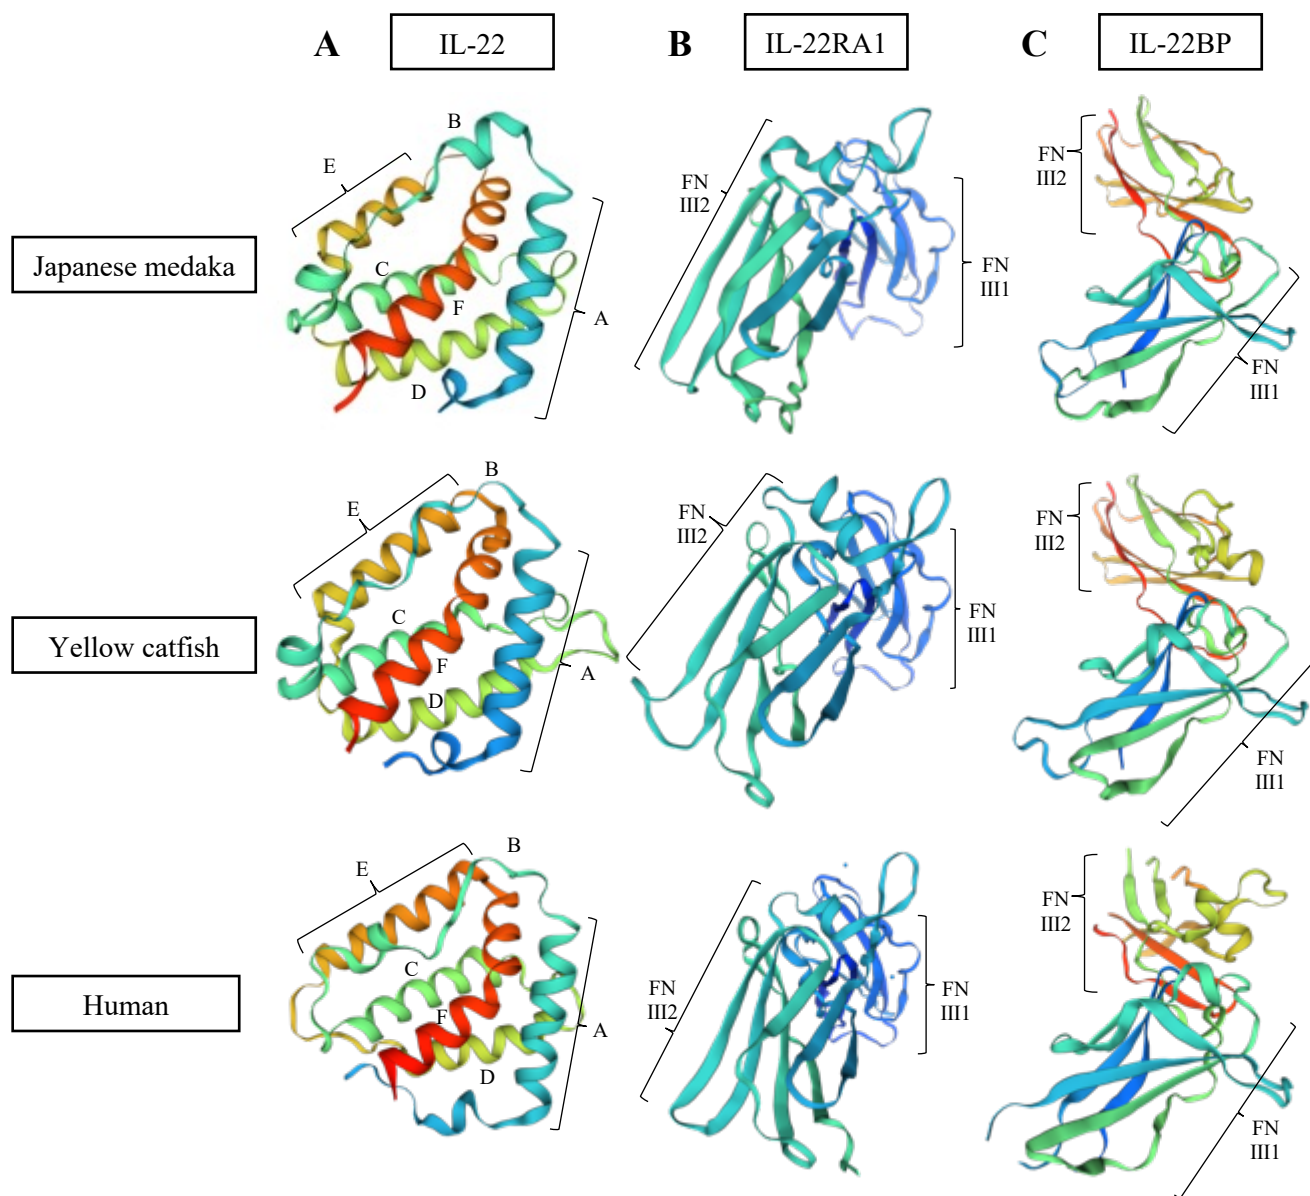 A IL-22 B IL-22RA1 C IL-22BP
Japanese medaka
B
E
C
F
A
D
FN
III2
FN
III1
FN
III2
FN
III1
Yellow catfish
B
E
C
F
A
D
FN
III2
FN
III1
FN
III2
FN
III1
Human
B
E
C
F
A
D
FN
III2
FN
III1
FN
III2
FN
III1